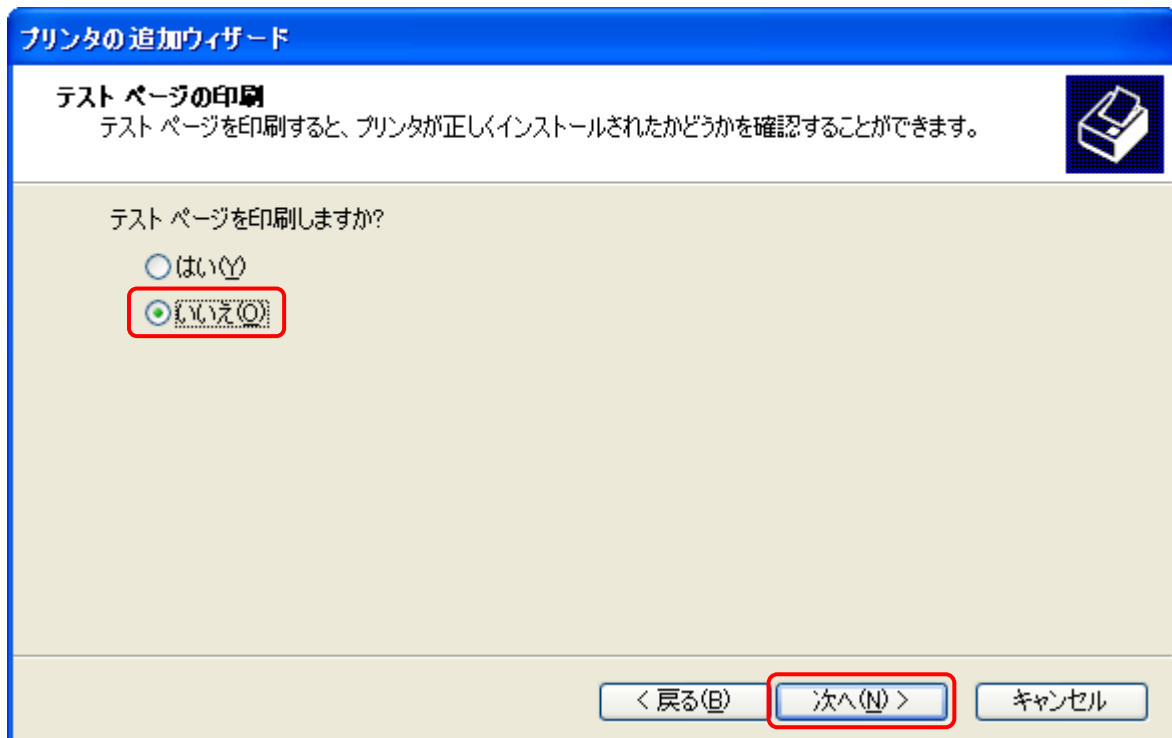 プリンタの追加ウィザード
テスト ページの印刷
テスト ページを印刷すると、プリンタが正しくインストールされたかどうかを確認することができます。
テスト ページを印刷しますか?
はい(Y)
いいえ(O)
< 戻る(B) 次へ(N) > キャンセル